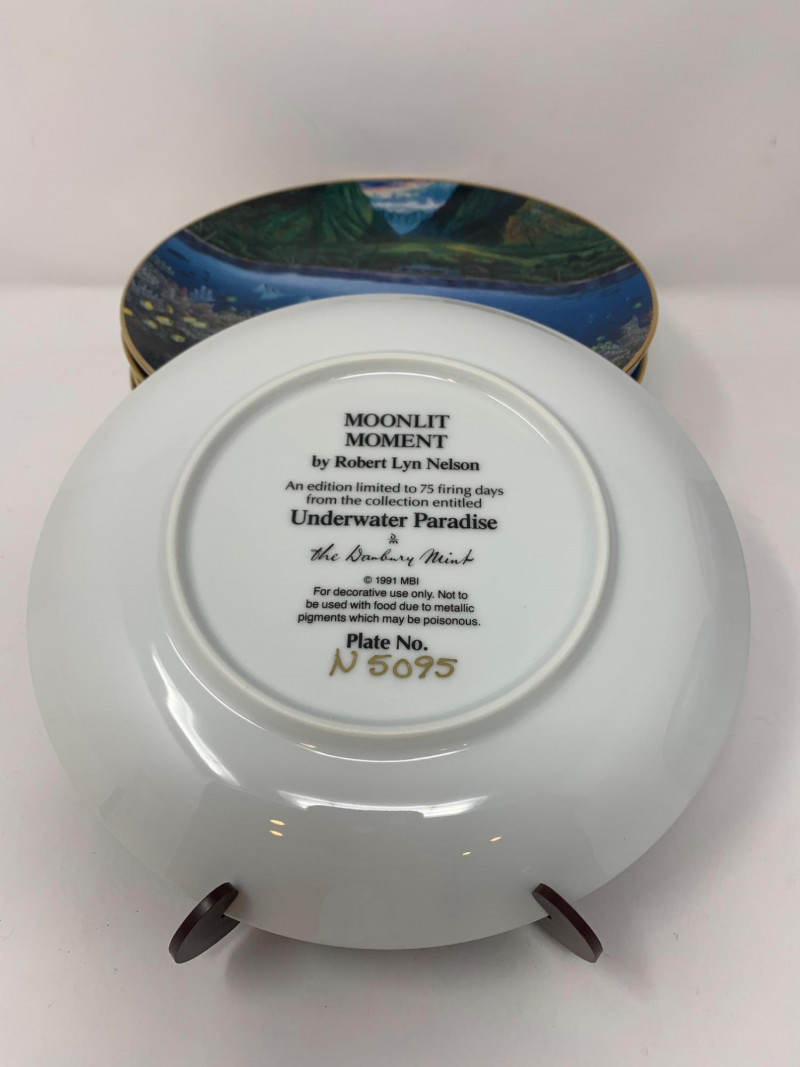 MOONLIT
MOMENT
by Robert Lyn Nelson
An edition limited to 75 firing days
from the collection entitled
Underwater Paradise
the Danbury Mint
© 1991 MBI
For decorative use only. Not to
be used with food due to metallic
pigments which may be poisonous.
Plate No.
N 5095